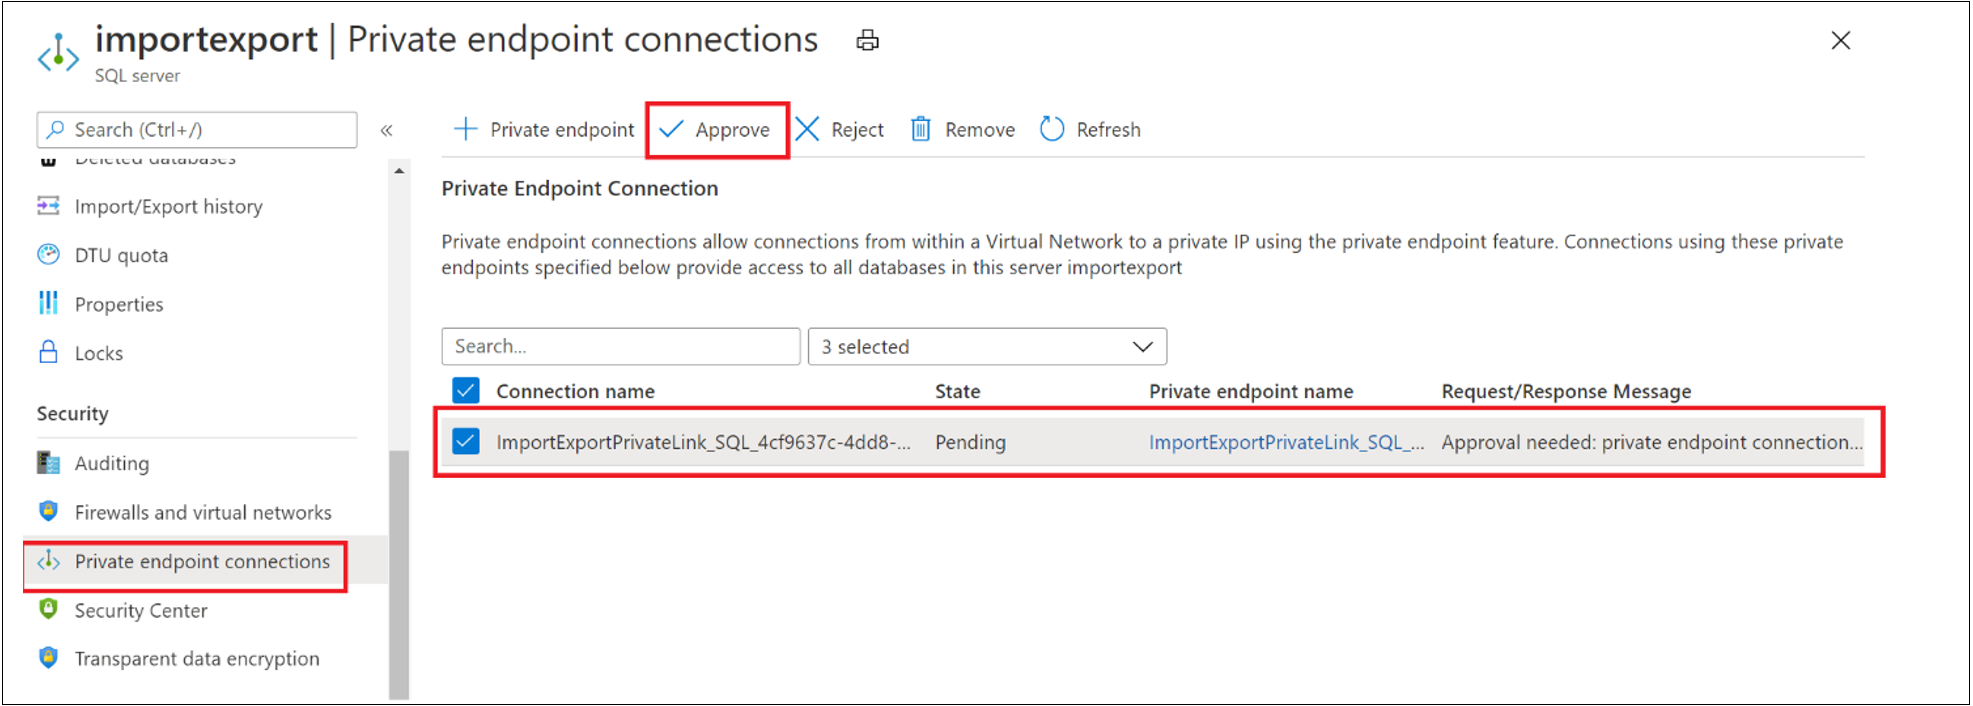 importexport | Private endpoint connections
SQL server
Search (Ctrl+/)
«
Deleted databases
Import/Export history
DTU quota
Properties
Locks
Security
Auditing
Firewalls and virtual networks
Private endpoint connections
Security Center
Transparent data encryption
Private endpoint
Approve
Reject
Remove
Refresh
Private Endpoint Connection
Private endpoint connections allow connections from within a Virtual Network to a private IP using the private endpoint feature. Connections using these private
endpoints specified below provide access to all databases in this server importexport
Search...
3 selected
Connection name State Private endpoint name Request/Response Message
ImportExportPrivateLink_SQL_4cf9637c-4dd8-... Pending ImportExportPrivateLink_SQL_... Approval needed: private endpoint connection...